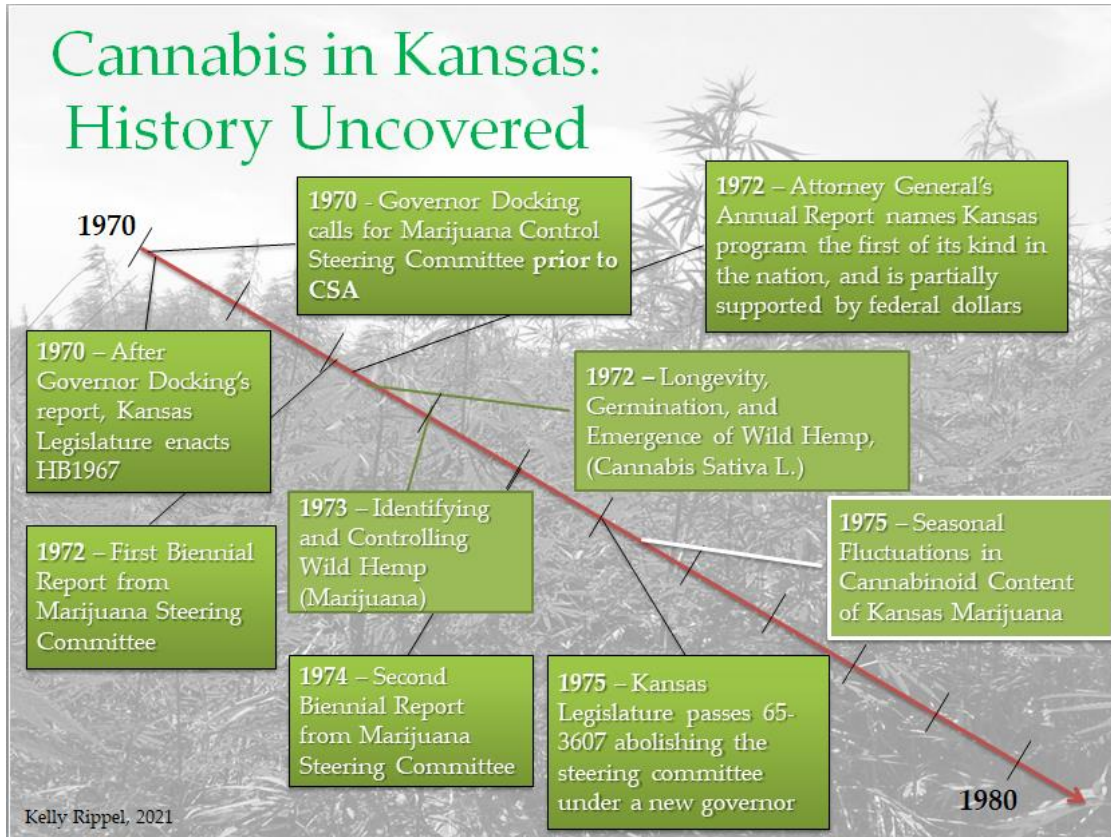 Cannabis in Kansas:
History Uncovered
1970
1970 - Governor Docking
calls for Marijuana Control
Steering Committee prior to
CSA
1972 – Attorney General's
Annual Report names Kansas
program the first of its kind in
the nation, and is partially
supported by federal dollars
1970 – After
Governor Docking's
report, Kansas
Legislature enacts
HB1967
1972 – Longevity,
Germination, and
Emergence of Wild Hemp,
(Cannabis Sativa L.)
1973 – Identifying
and Controlling
Wild Hemp
(Marijuana)
1975 – Seasonal
Fluctuations in
Cannabinoid Content
of Kansas Marijuana
1972 – First Biennial
Report from
Marijuana Steering
Committee
1974 – Second
Biennial Report
from Marijuana
Steering Committee
1975 – Kansas
Legislature passes 65-
3607 abolishing the
steering committee
under a new governor
1980
Kelly Rippel, 2021